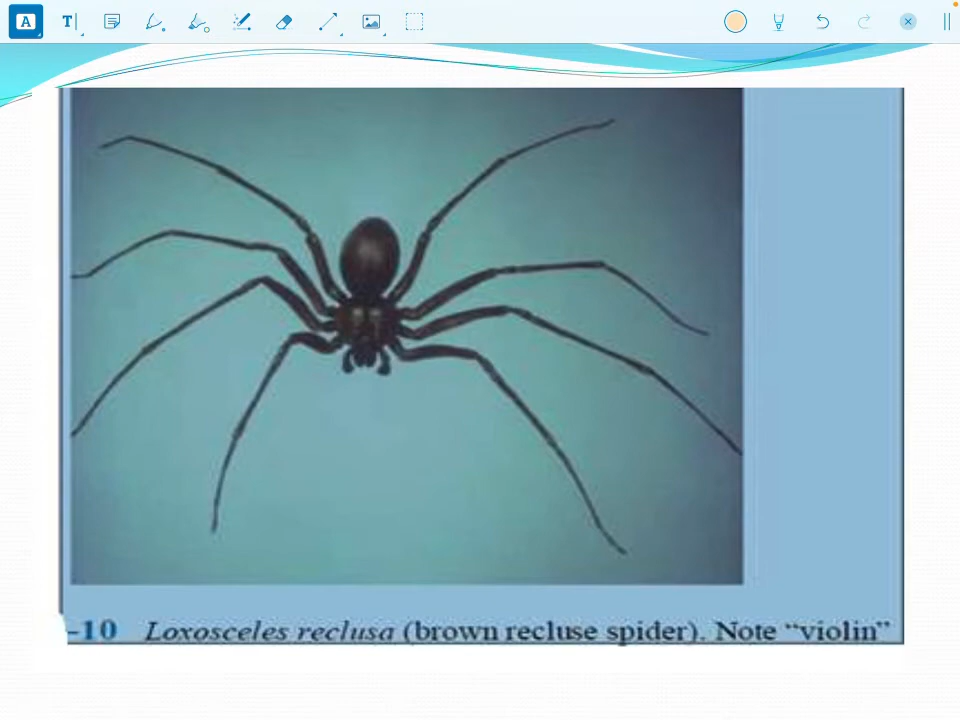 A
T
-10 Loxosceles reclusa (brown recluse spider). Note “violin”